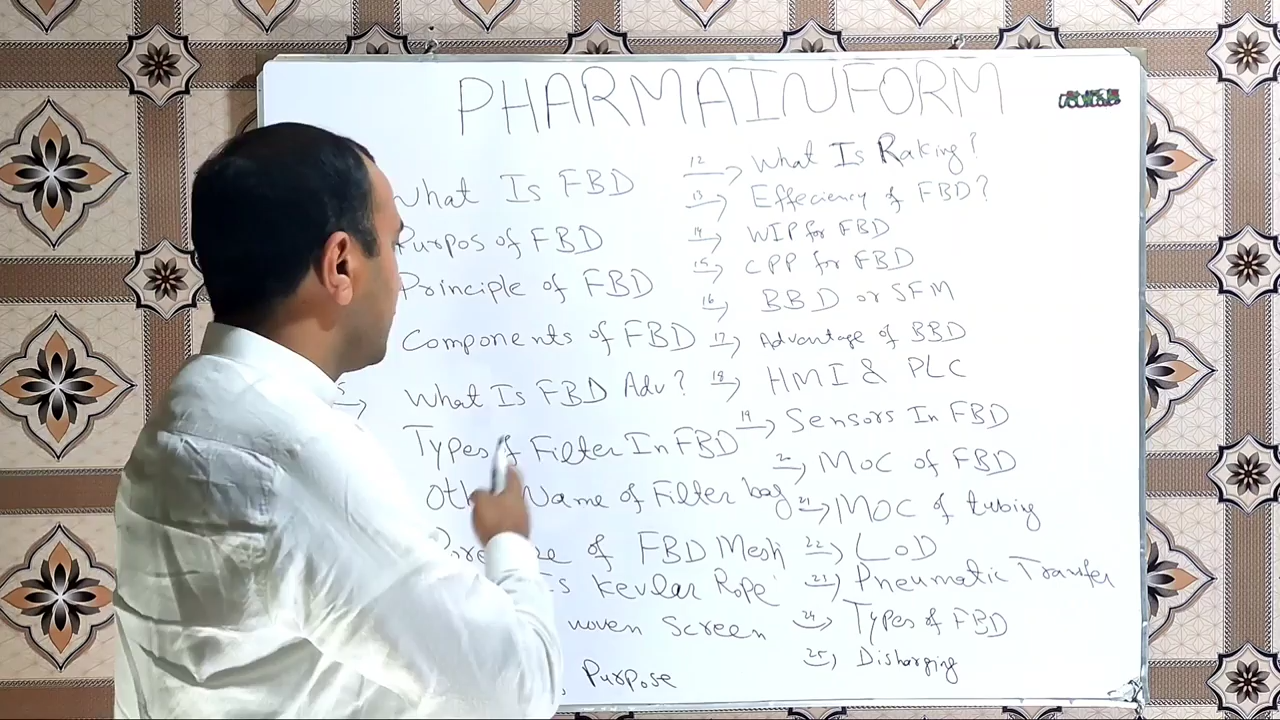 PHARMAINFORM
What Is FBD
Purpos of FBD
Principle of FBD
Components of FBD
5 What Is FBD Adv?
Types of Filter In FBD
Name of Filter bag
of FBD Mesh
Is Kevlar Rope
woven Screen
Purpose
12 What Is Raking?
13 Effeciency of FBD?
14 WIP for FBD
15 CPP for FBD
16 BBD or SFM
17 Advantage of BBD
18 HMI & PLC
19 Sensors In FBD
20 MOC of FBD
21 MOC of tubing
22 LOD
23 Pneumatic Transfer
24 Types of FBD
25 Disharging